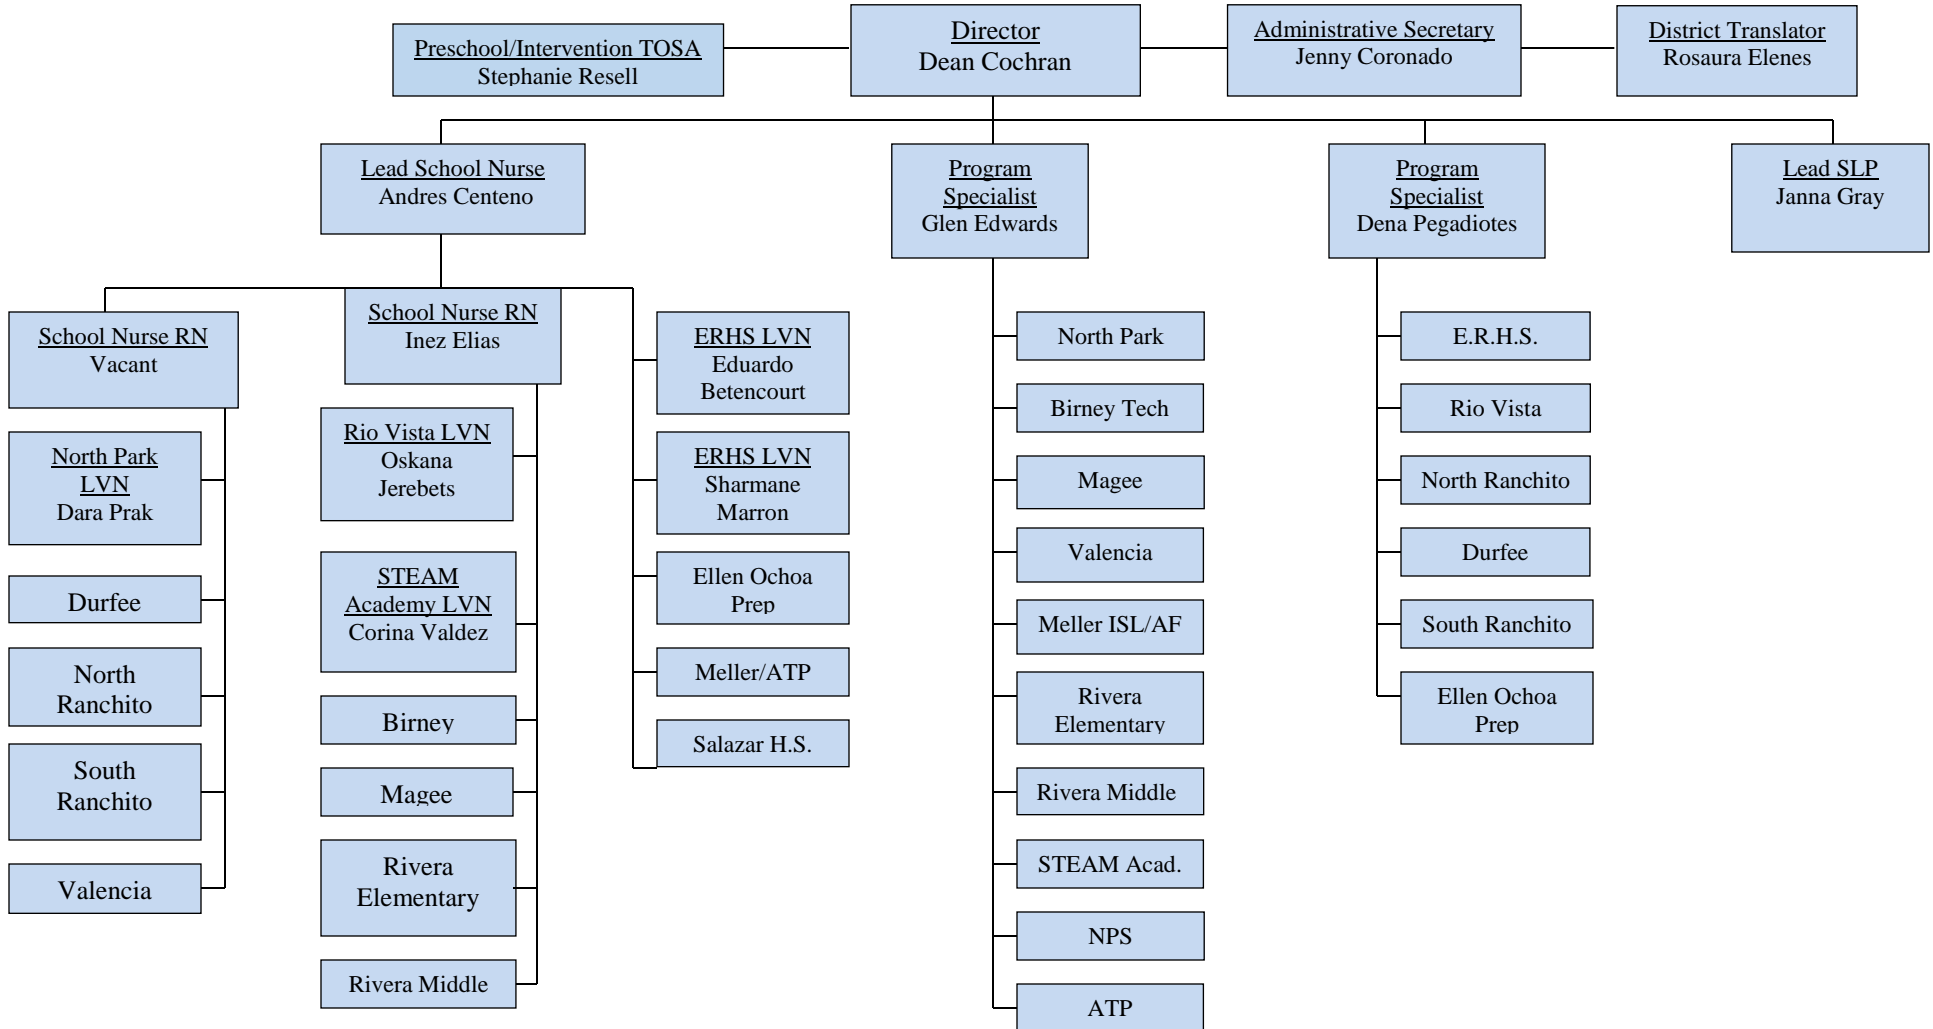 Preschool/Intervention TOSA
Stephanie Resell
Director
Dean Cochran
Administrative Secretary
Jenny Coronado
District Translator
Rosaura Elenes
Lead School Nurse
Andres Centeno
Program
Specialist
Glen Edwards
Program
Specialist
Dena Pegadiotes
Lead SLP
Janna Gray
School Nurse RN
Vacant
North Park
LVN
Dara Prak
Durfee
North
Ranchito
South
Ranchito
Valencia
School Nurse RN
Inez Elias
Rio Vista LVN
Oskana
Jerebets
STEAM
Academy LVN
Corina Valdez
Birney
Magee
Rivera
Elementary
Rivera Middle
ERHS LVN
Eduardo
Betencourt
ERHS LVN
Sharmane
Marron
Ellen Ochoa
Prep
Meller/ATP
Salazar H.S.
North Park
Birney Tech
Magee
Valencia
Meller ISL/AF
Rivera
Elementary
Rivera Middle
STEAM Acad.
NPS
ATP
E.R.H.S.
Rio Vista
North Ranchito
Durfee
South Ranchito
Ellen Ochoa
Prep